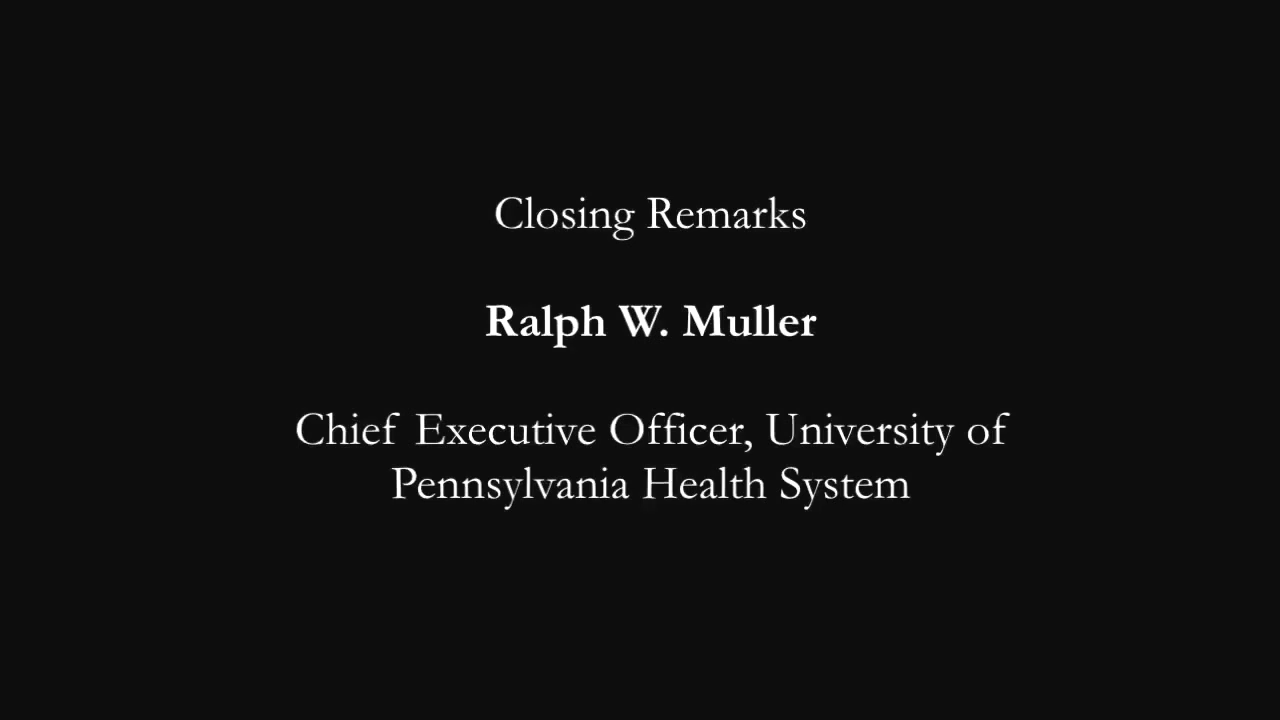 Closing Remarks
Ralph W. Muller
Chief Executive Officer, University of
Pennsylvania Health System